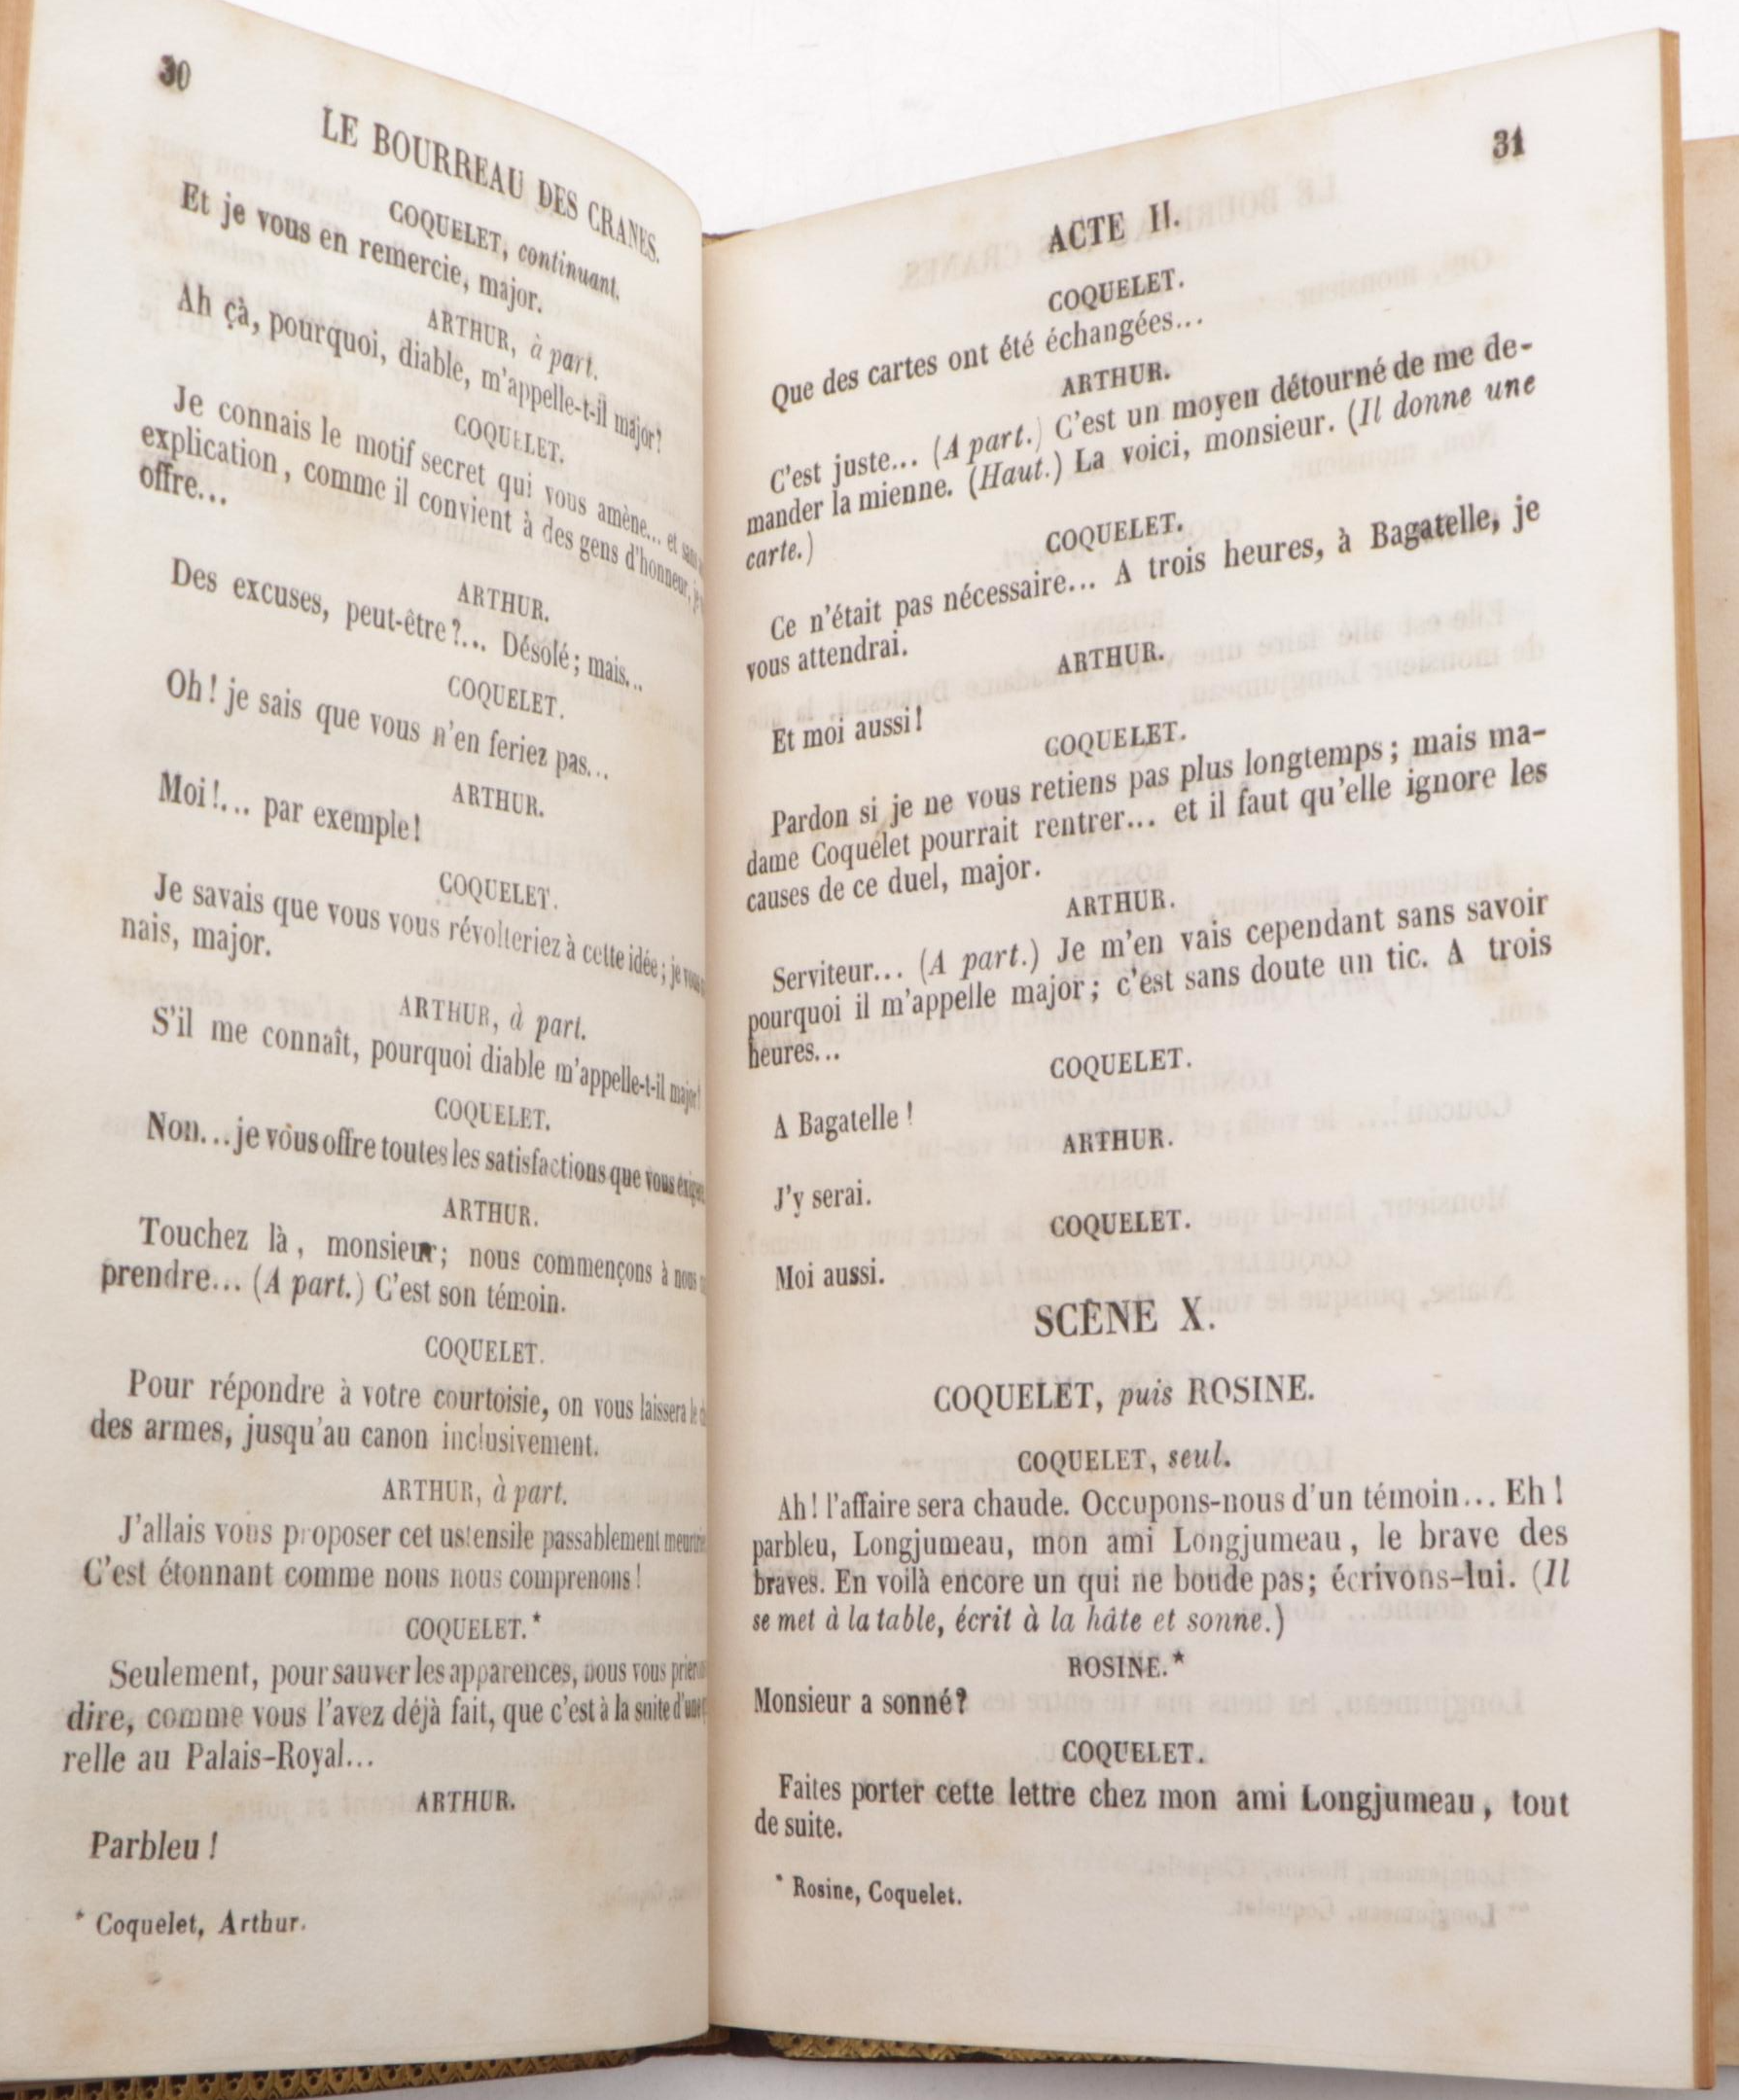 30
LE BOURREAU DES CRANES.
COQUELET, continuant.
Et je vous en remercie, major.
ARTHUR, à part.
Ah çà, pourquoi, diable, m'appelle-t-il major?
COQUELET.
Je connais le motif secret qui vous amène... et sans
explication, comme il convient à des gens d'honneur,
offre...
ARTHUR.
Des excuses, peut-être?... Désolé; mais...
COQUELET.
Oh! je sais que vous n'en feriez pas...
ARTHUR.
Moi!... par exemple!
COQUELET.
Je savais que vous vous révolteriez à cette idée; je vous
nais, major.
ARTHUR, à part.
S'il me connaît, pourquoi diable m'appelle-t-il major!
COQUELET.
Non... je vous offre toutes les satisfactions que vous
ARTHUR.
Touchez là, monsieur; nous commençons à nous
prendre... (A part.) C'est son témoin.
COQUELET.
Pour répondre à votre courtoisie, on vous laissera le
des armes, jusqu'au canon inclusivement.
ARTHUR, à part.
J'allais vous proposer cet ustensile passablement
C'est étonnant comme nous nous comprenons!
COQUELET.*
Seulement, pour sauver les apparences, nous vous
dire, comme vous l'avez déjà fait, que c'est à la suite
relle au Palais-Royal...
ARTHUR.
Parbleu!
* Coquelet, Arthur.
31
ACTE II.
COQUELET.
Que des cartes ont été échangées...
ARTHUR.
C'est juste... (A part.) C'est un moyen détourné de me de-
mander la mienne. (Haut.) La voici, monsieur. (Il donne une
carte.)
COQUELET.
Ce n'était pas nécessaire... A trois heures, à Bagatelle, je
vous attendrai.
ARTHUR.
Et moi aussi!
COQUELET.
Pardon si je ne vous retiens pas plus longtemps; mais ma-
dame Coquelet pourrait rentrer... et il faut qu'elle ignore les
causes de ce duel, major.
ARTHUR.
Serviteur... (A part.) Je m'en vais cependant sans savoir
pourquoi il m'appelle major; c'est sans doute un tic. A trois
heures...
COQUELET.
A Bagatelle!
ARTHUR.
J'y serai.
COQUELET.
Moi aussi.
SCÈNE X.
COQUELET, puis ROSINE.
COQUELET, seul.
Ah! l'affaire sera chaude. Occupons-nous d'un témoin... Eh!
parbleu, Longjumeau, mon ami Longjumeau, le brave des
braves. En voilà encore un qui ne boude pas; écrivons-lui. (Il
se met à la table, écrit à la hâte et sonne.)
ROSINE.*
Monsieur a sonné?
COQUELET.
Faites porter cette lettre chez mon ami Longjumeau, tout
de suite.
* Rosine, Coquelet.